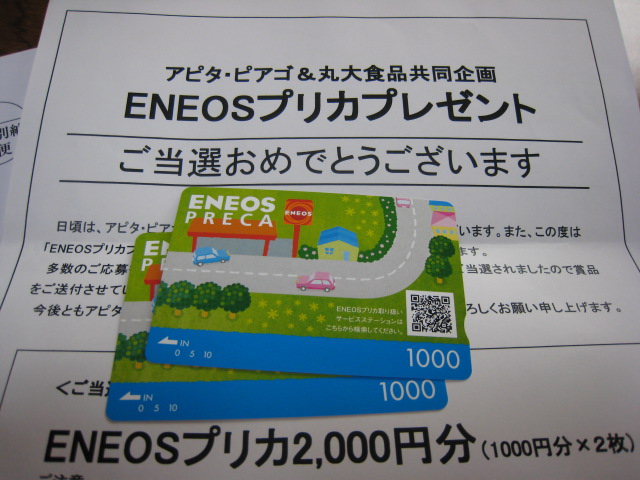 アピタ・ピアゴ＆丸大食品共同企画
ENEOSプリカプレゼント
ご当選おめでとうございます
日頃は、アピタ・ピア
います。また、この度は
「ENEOSプリカプ
ます。
多数のご応募
ご当選されましたので賞品
をご送付させてい
今後ともアピタ
ろしくお願い申し上げます。
ENEOS
PRECA
ENEOS
ENEOSプリカ取り扱い
サービスステーションは
こちらから検索してください。
IN
0 5 10
1000
PRECA
IN
0 5 10
1000
＜ご当選
ENEOSプリカ2,000円分（1000円分×2枚）